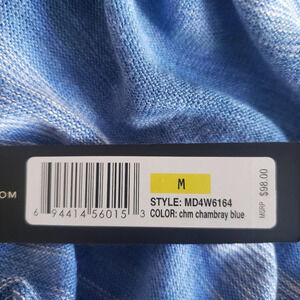 OM
M
STYLE: MD4W6164
COLOR: chm chambray blue
6 94414 56015 3
MSRP $98.00